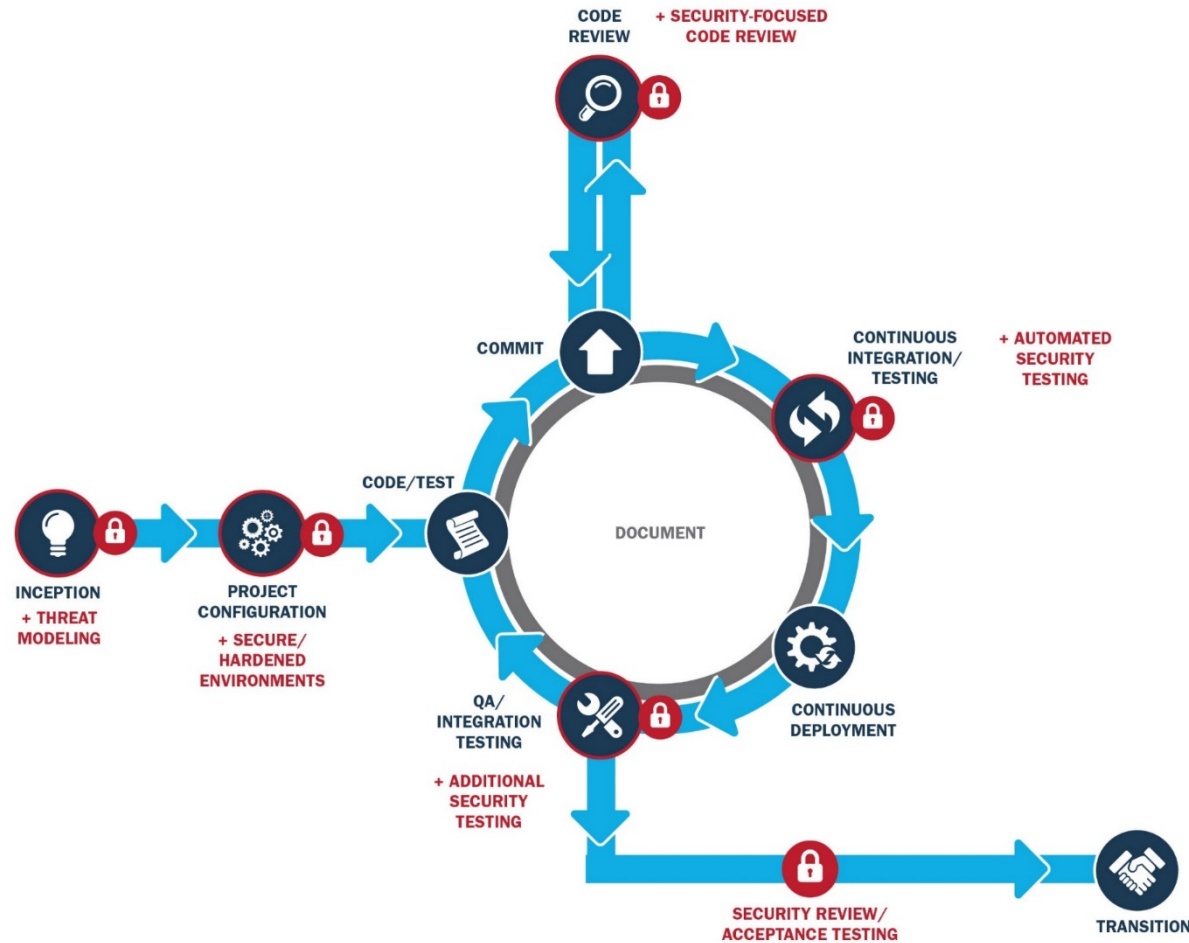 CODE
REVIEW
+ SECURITY-FOCUSED
CODE REVIEW
COMMIT
CONTINUOUS
INTEGRATION/
TESTING
+ AUTOMATED
SECURITY
TESTING
CODE/TEST
DOCUMENT
INCEPTION
+ THREAT
MODELING
PROJECT
CONFIGURATION
+ SECURE/
HARDENED
ENVIRONMENTS
QA/
INTEGRATION
TESTING
+ ADDITIONAL
SECURITY
TESTING
CONTINUOUS
DEPLOYMENT
SECURITY REVIEW/
ACCEPTANCE TESTING
TRANSITION